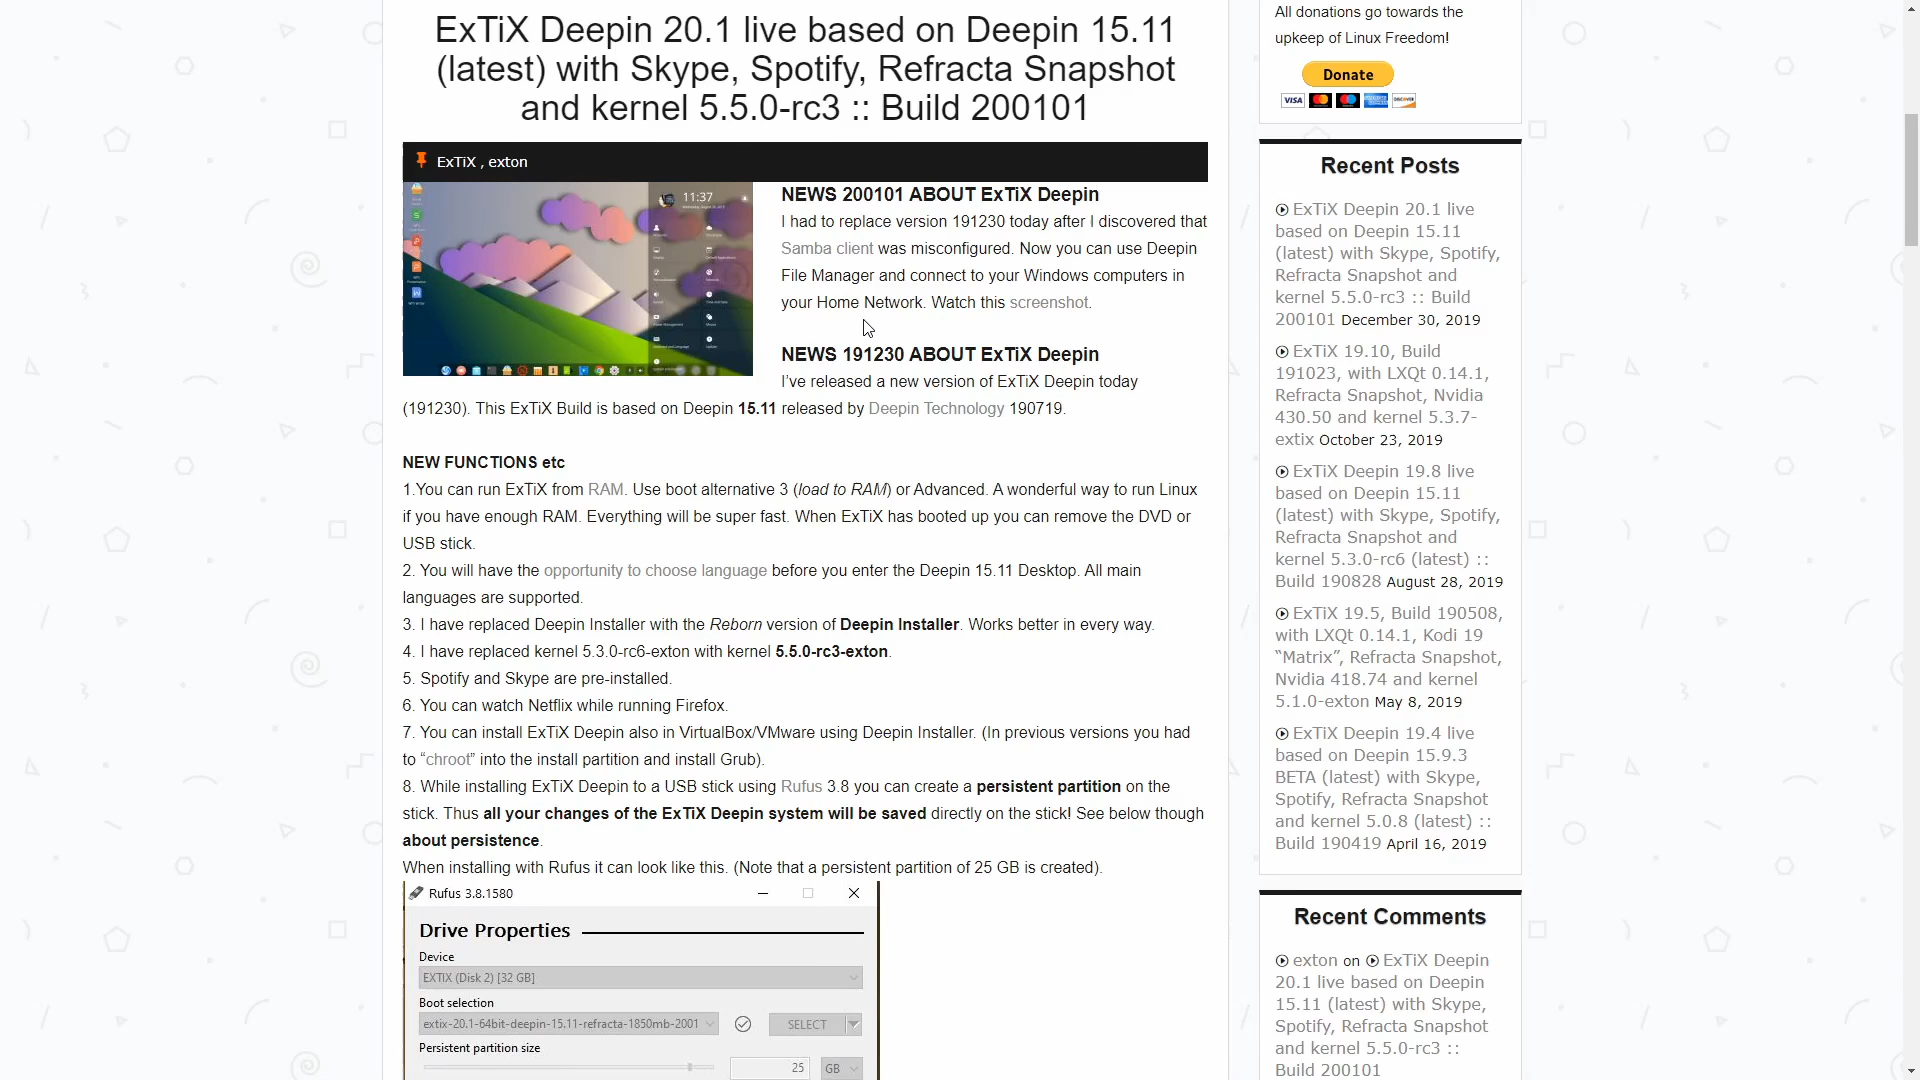 ExTiX Deepin 20.1 live based on Deepin 15.11
(latest) with Skype, Spotify, Refracta Snapshot
and kernel 5.5.0-rc3 :: Build 200101
ExTiX , exton
11:37
NEWS 200101 ABOUT ExTiX Deepin
I had to replace version 191230 today after I discovered that
Samba client was misconfigured. Now you can use Deepin
File Manager and connect to your Windows computers in
your Home Network. Watch this screenshot.
NEWS 191230 ABOUT ExTiX Deepin
I've released a new version of ExTiX Deepin today
(191230). This ExTiX Build is based on Deepin 15.11 released by Deepin Technology 190719.
NEW FUNCTIONS etc
1.You can run ExTiX from RAM. Use boot alternative 3 (load to RAM) or Advanced. A wonderful way to run Linux
if you have enough RAM. Everything will be super fast. When ExTiX has booted up you can remove the DVD or
USB stick.
2. You will have the opportunity to choose language before you enter the Deepin 15.11 Desktop. All main
languages are supported.
3. I have replaced Deepin Installer with the Reborn version of Deepin Installer. Works better in every way.
4. I have replaced kernel 5.3.0-rc6-exton with kernel 5.5.0-rc3-exton.
5. Spotify and Skype are pre-installed.
6. You can watch Netflix while running Firefox.
7. You can install ExTiX Deepin also in VirtualBox/VMware using Deepin Installer. (In previous versions you had
to “chroot” into the install partition and install Grub).
8. While installing ExTiX Deepin to a USB stick using Rufus 3.8 you can create a persistent partition on the
stick. Thus all your changes of the ExTiX Deepin system will be saved directly on the stick! See below though
about persistence.
When installing with Rufus it can look like this. (Note that a persistent partition of 25 GB is created).
Rufus 3.8.1580
Drive Properties
Device
EXTIX (Disk 2) [32 GB]
Boot selection
extix-20.1-64bit-deepin-15.11-refracta-1850mb-2001
SELECT
Persistent partition size
25 GB
All donations go towards the
upkeep of Linux Freedom!
Donate
VISA
DISCOVER
Recent Posts
ExTiX Deepin 20.1 live
based on Deepin 15.11
(latest) with Skype, Spotify,
Refracta Snapshot and
kernel 5.5.0-rc3 :: Build
200101 December 30, 2019
ExTiX 19.10, Build
191023, with LXQt 0.14.1,
Refracta Snapshot, Nvidia
430.50 and kernel 5.3.7-
extix October 23, 2019
ExTiX Deepin 19.8 live
based on Deepin 15.11
(latest) with Skype, Spotify,
Refracta Snapshot and
kernel 5.3.0-rc6 (latest) ::
Build 190828 August 28, 2019
ExTiX 19.5, Build 190508,
with LXQt 0.14.1, Kodi 19
“Matrix”, Refracta Snapshot,
Nvidia 418.74 and kernel
5.1.0-exton May 8, 2019
ExTiX Deepin 19.4 live
based on Deepin 15.9.3
BETA (latest) with Skype,
Spotify, Refracta Snapshot
and kernel 5.0.8 (latest) ::
Build 190419 April 16, 2019
Recent Comments
exton on ExTiX Deepin
20.1 live based on Deepin
15.11 (latest) with Skype,
Spotify, Refracta Snapshot
and kernel 5.5.0-rc3 ::
Build 200101